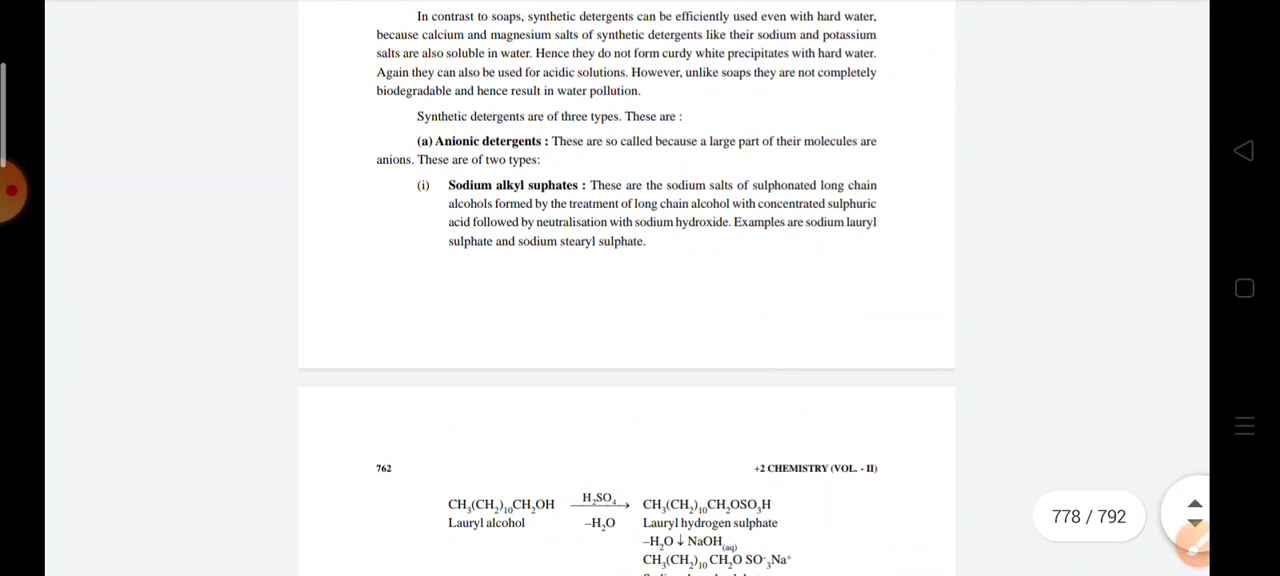 In contrast to soaps, synthetic detergents can be efficiently used even with hard water,
because calcium and magnesium salts of synthetic detergents like their sodium and potassium
salts are also soluble in water. Hence they do not form curdy white precipitates with hard water.
Again they can also be used for acidic solutions. However, unlike soaps they are not completely
biodegradable and hence result in water pollution.
Synthetic detergents are of three types. These are :
(a) Anionic detergents : These are so called because a large part of their molecules are
anions. These are of two types:
(i) Sodium alkyl suphates : These are the sodium salts of sulphonated long chain
alcohols formed by the treatment of long chain alcohol with concentrated sulphuric
acid followed by neutralisation with sodium hydroxide. Examples are sodium lauryl
sulphate and sodium stearyl sulphate.
762 +2 CHEMISTRY (VOL. - II)
CH₃(CH₂)₁₀CH₂OH H₂SO₄ → CH₃(CH₂)₁₀CH₂OSO₃H
Lauryl alcohol –H₂O Lauryl hydrogen sulphate
–H₂O ↓ NaOH(aq)
CH₃(CH₂)₁₀ CH₂O SO⁻₃Na⁺
778 / 792